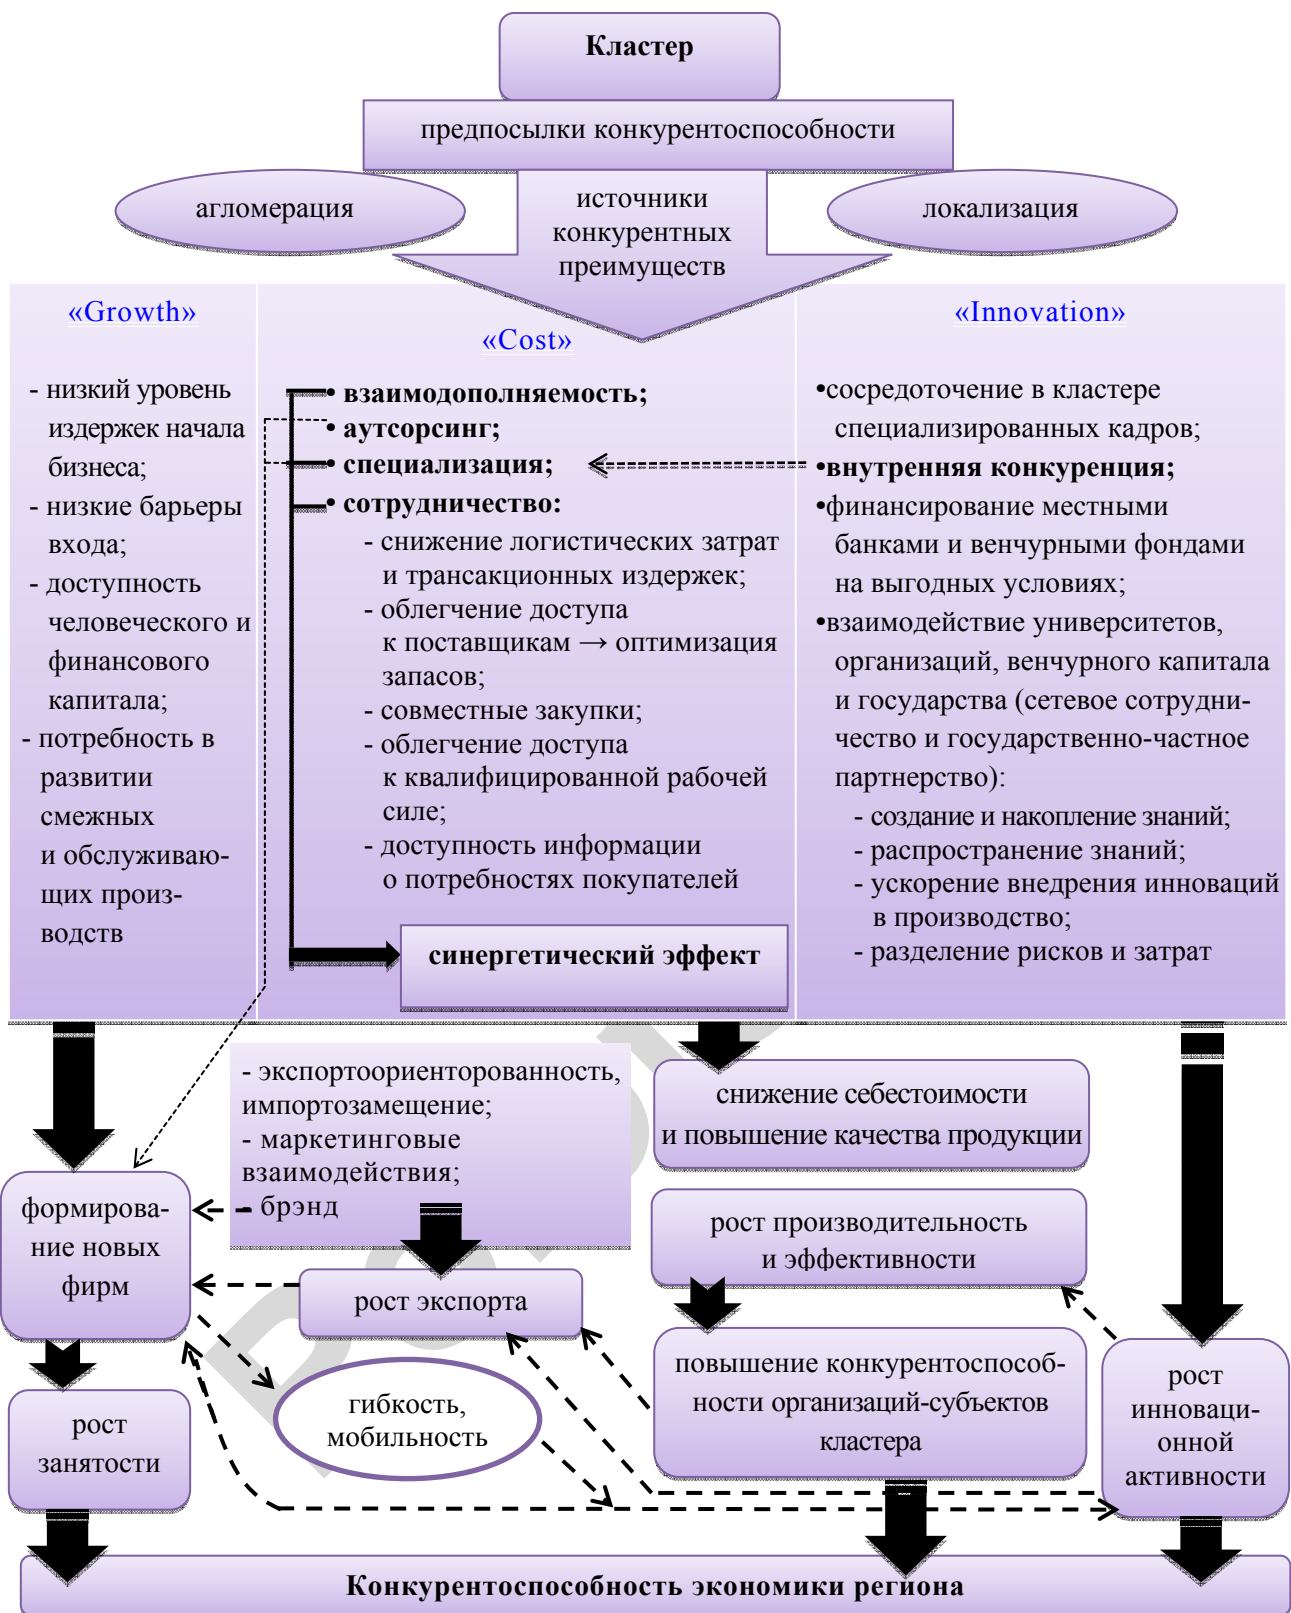 Кластер
предпосылки конкурентоспособности
агломерация
источники
конкурентных
преимуществ
локализация
«Growth»
- низкий уровень
издержек начала
бизнеса;
- низкие барьеры
входа;
- доступность
человеческого и
финансового
капитала;
- потребность в
развитии
смежных
и обслуживаю-
щих произ-
водств
«Cost»
• взаимодополняемость;
• аутсорсинг;
• специализация;
• сотрудничество:
- снижение логистических затрат
и трансакционных издержек;
- облегчение доступа
к поставщикам → оптимизация
запасов;
- совместные закупки;
- облегчение доступа
к квалифицированной рабочей
силе;
- доступность информации
о потребностях покупателей
синергетический эффект
«Innovation»
•сосредоточение в кластере
специализированных кадров;
•внутренняя конкуренция;
•финансирование местными
банками и венчурными фондами
на выгодных условиях;
•взаимодействие университетов,
организаций, венчурного капитала
и государства (сетевое сотрудни-
чество и государственно-частное
партнерство):
- создание и накопление знаний;
- распространение знаний;
- ускорение внедрения инноваций
в производство;
- разделение рисков и затрат
- экспортоориенторованность,
импортозамещение;
- маркетинговые
взаимодействия;
- брэнд
снижение себестоимости
и повышение качества продукции
формирова-
ние новых
фирм
рост производительность
и эффективности
рост экспорта
повышение конкурентоспособ-
ности организаций-субъектов
кластера
рост
инноваци-
онной
активности
гибкость,
мобильность
рост
занятости
Конкурентоспособность экономики региона